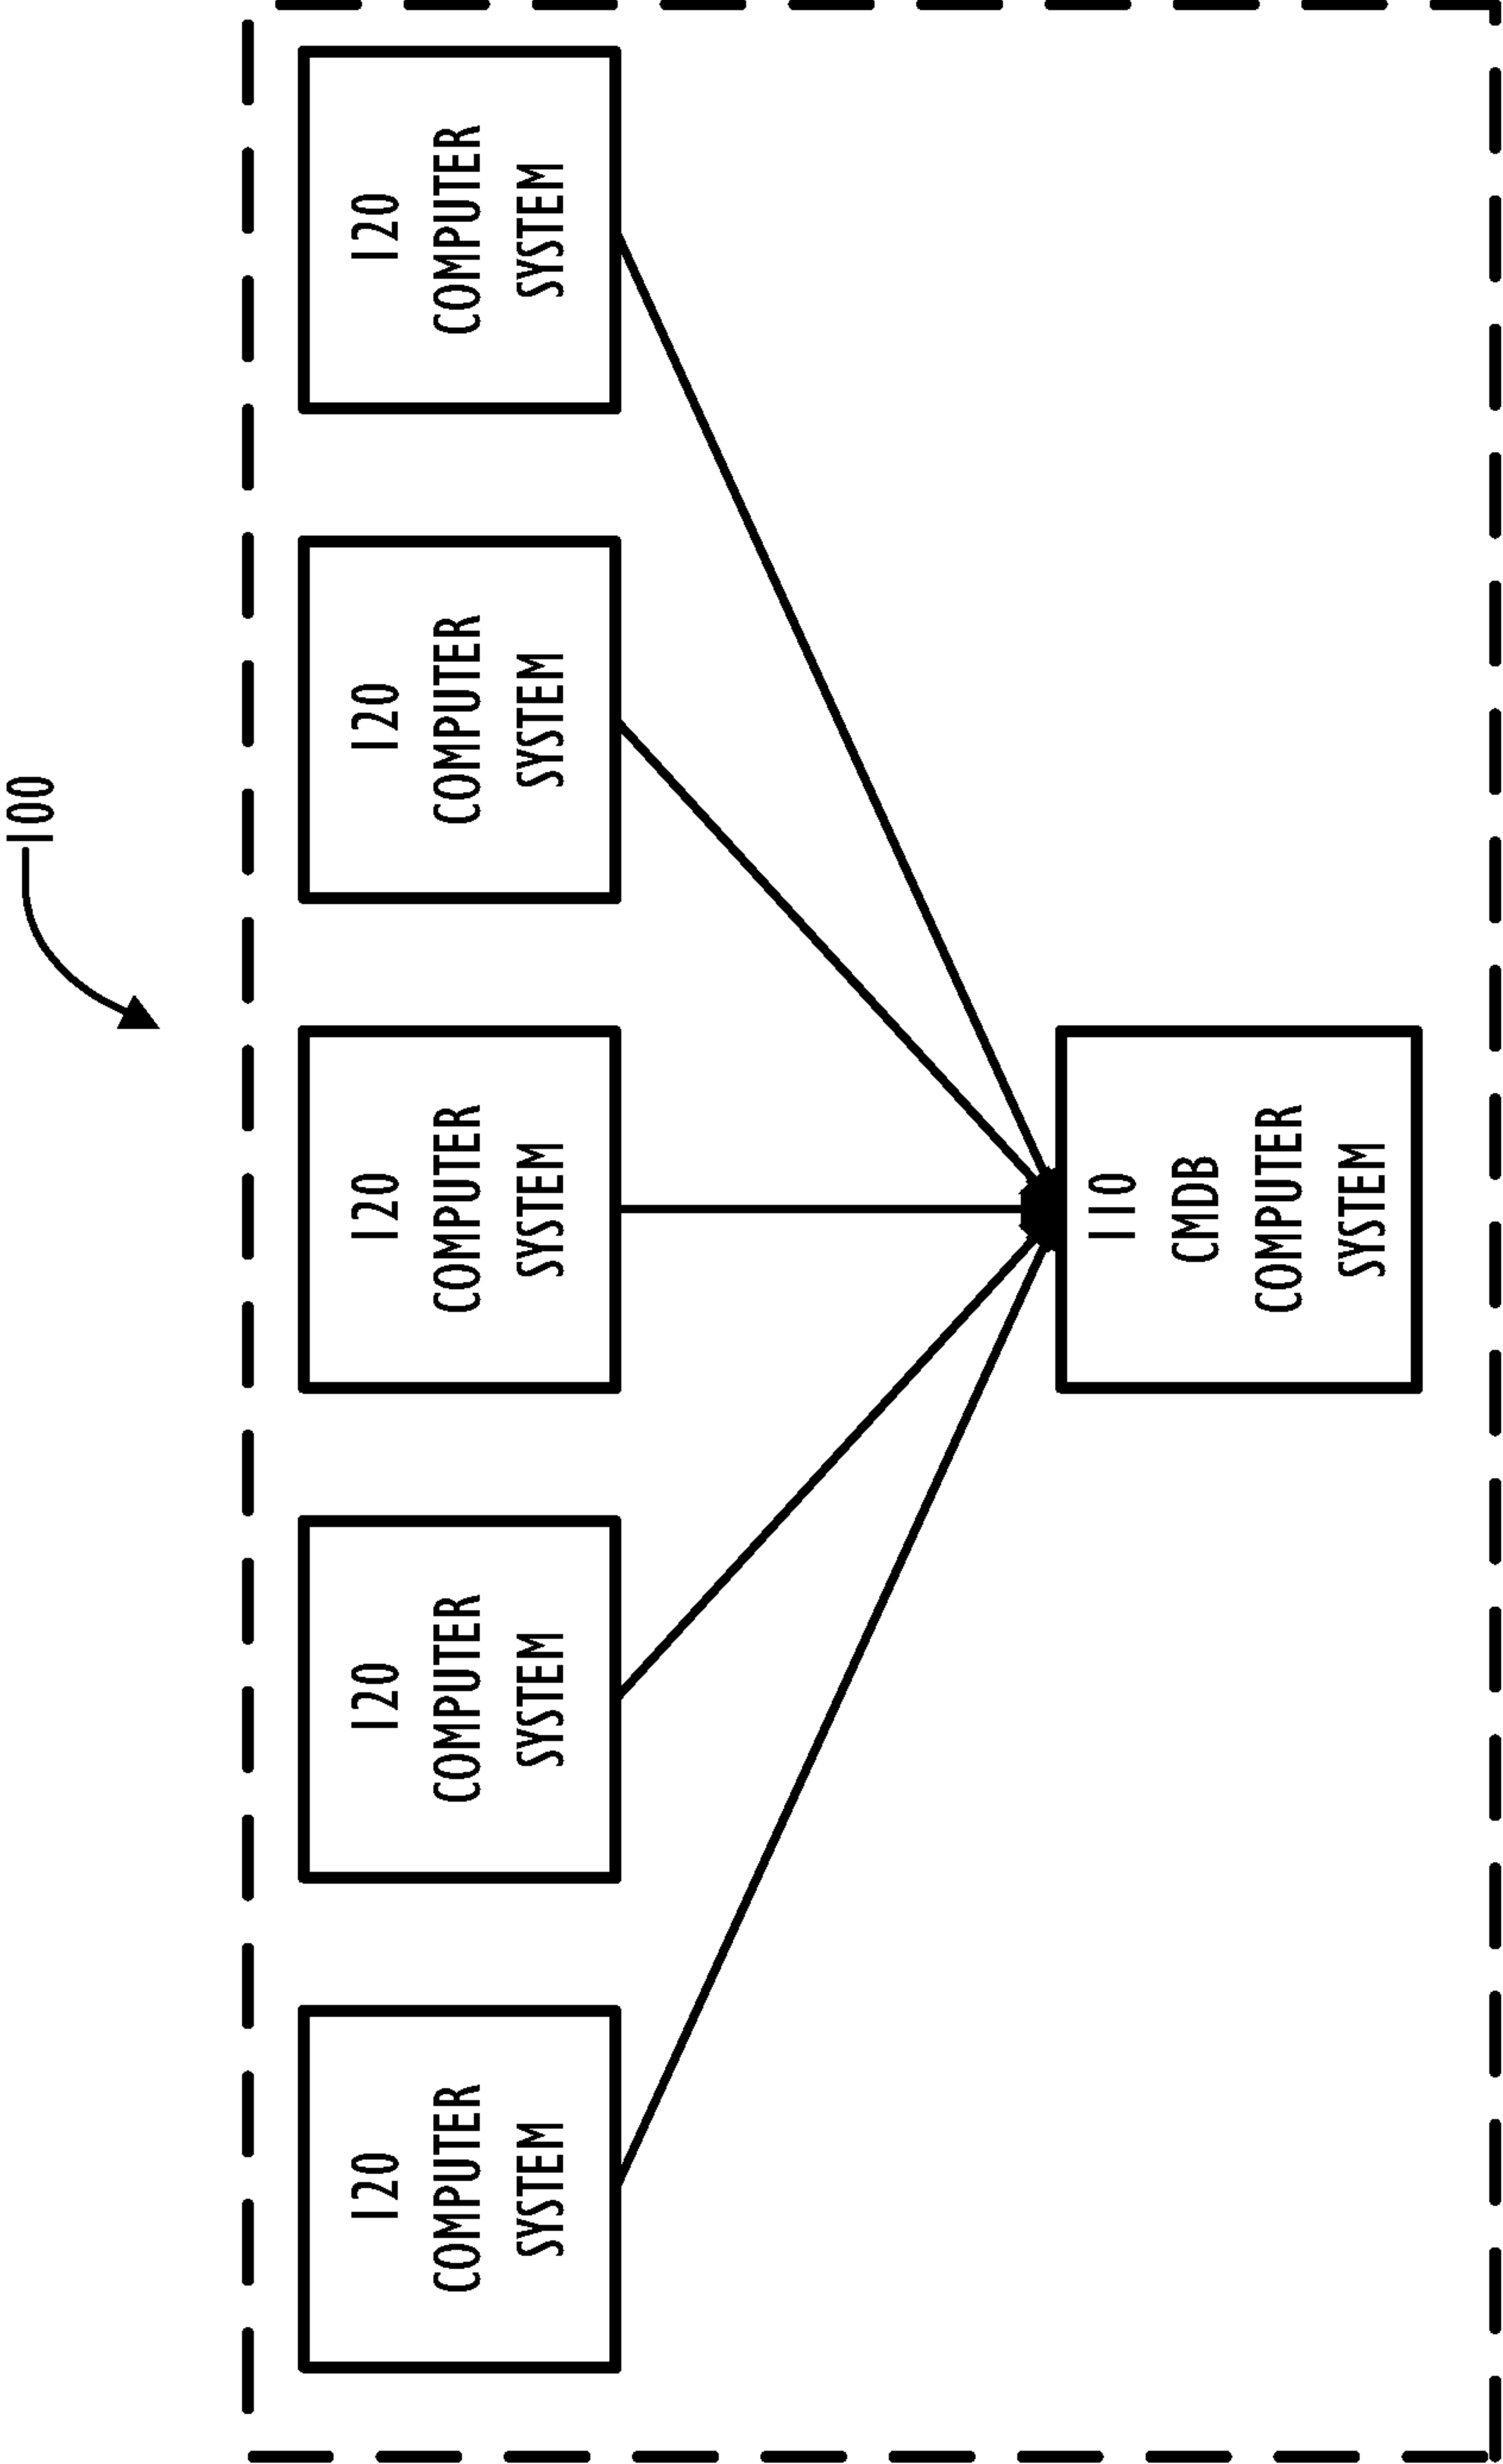 100
120
COMPUTER
SYSTEM
120
COMPUTER
SYSTEM
120
COMPUTER
SYSTEM
120
COMPUTER
SYSTEM
120
COMPUTER
SYSTEM
110
CMDB
COMPUTER
SYSTEM